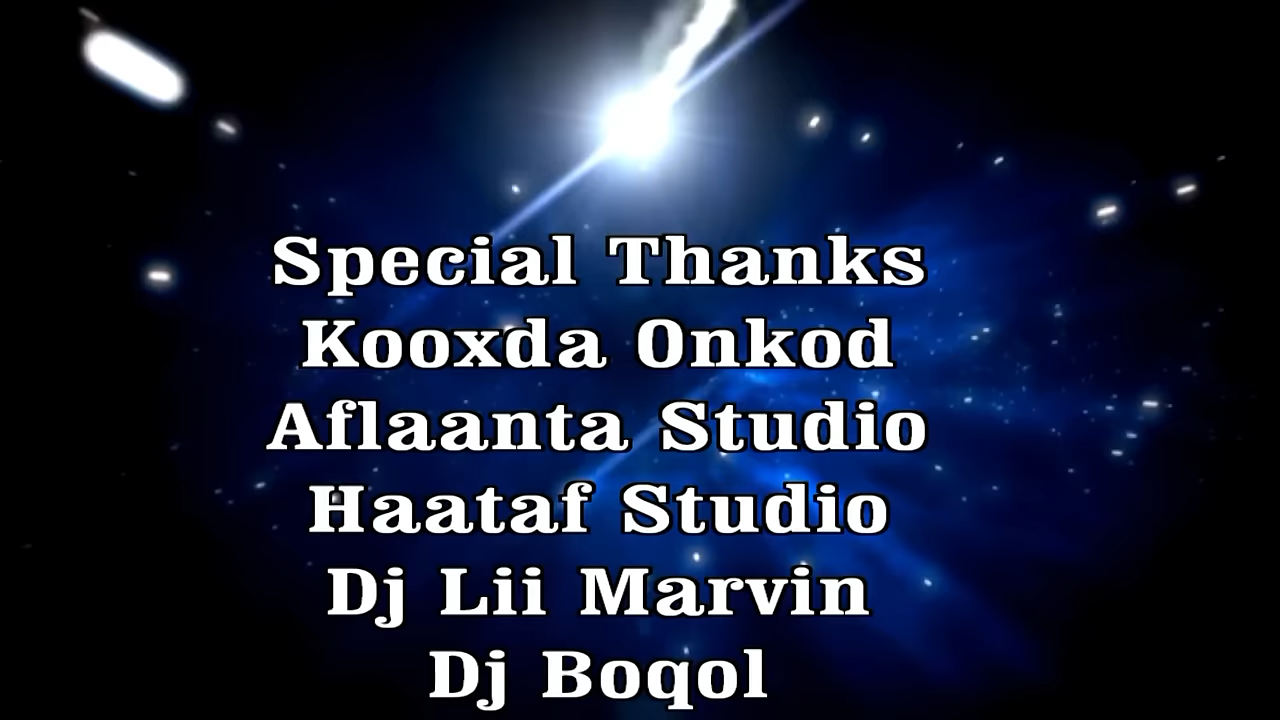 Special Thanks
Kooxda Onkod
Aflaanta Studio
Haataf Studio
Dj Lii Marvin
Dj Boqol